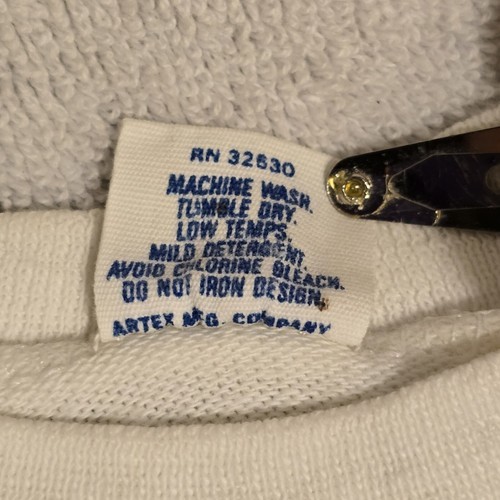 RN 32630
MACHINE WASH.
TUMBLE DRY.
LOW TEMPS.
MILD DETERGENT
AVOID CHLORINE BLEACH.
DO NOT IRON DESIGN.
ARTEX MFG. COMPANY